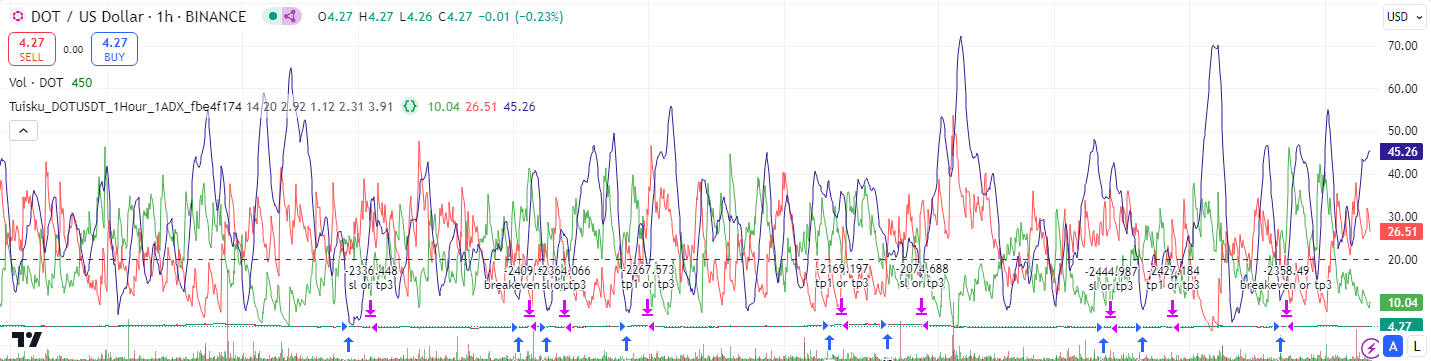 DOT / US Dollar · 1h · BINANCE O4.27 H4.27 L4.26 C4.27 −0.01 (−0.23%)
USD
4.27 SELL 0.00 4.27 BUY
Vol · DOT 450
Tuisku_DOTUSDT_1Hour_1ADX_fbe4f174 14 20 2.92 1.12 2.31 3.91 {} 10.04 26.51 45.26
70.00
60.00
50.00
45.26
40.00
30.00
26.51
20.00
10.04
4.27
-2336.448
sl or tp3
-2409.
breakeven
-2364.066
sl or tp3
-2267.573
tp1 or tp3
-2169.197
tp1 or tp3
-2074.688
sl or tp3
-2444.987
sl or tp3
-2427.184
tp1 or tp3
-2358.49
breakeven or tp3
A L